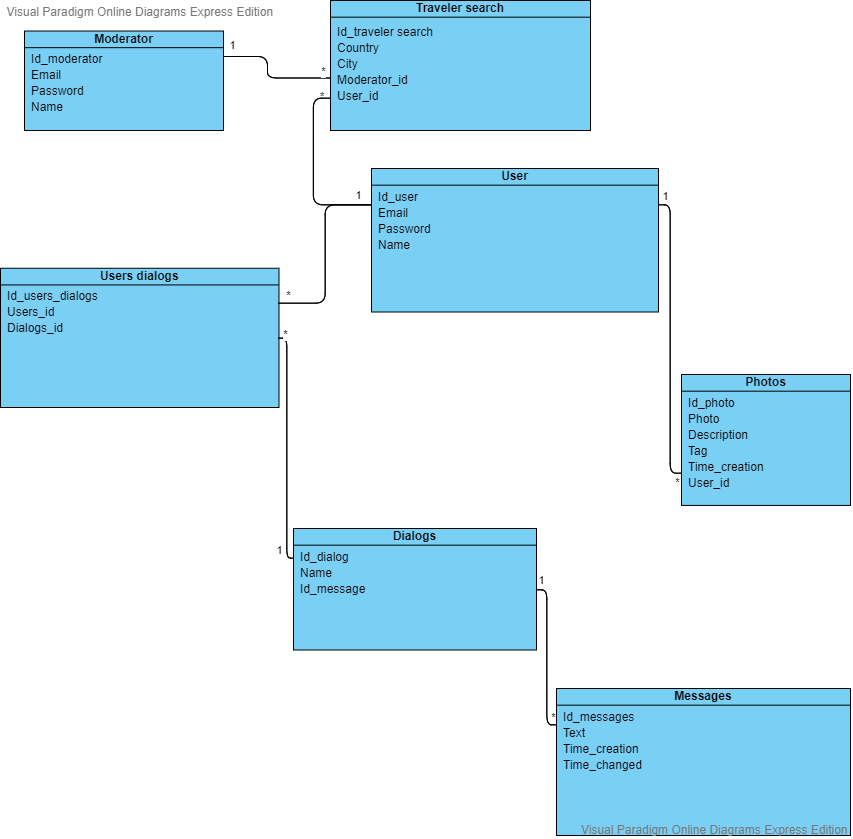 Visual Paradigm Online Diagrams Express Edition
Traveler search
Id_traveler search
Country
City
Moderator_id
User_id
Moderator
Id_moderator
Email
Password
Name
1
*
*
1
User
Id_user
Email
Password
Name
1
Users dialogs
Id_users_dialogs
Users_id
Dialogs_id
*
*
Photos
Id_photo
Photo
Description
Tag
Time_creation
User_id
*
Dialogs
Id_dialog
Name
Id_message
1
1
Messages
Id_messages
Text
Time_creation
Time_changed
*
Visual Paradigm Online Diagrams Express Edition